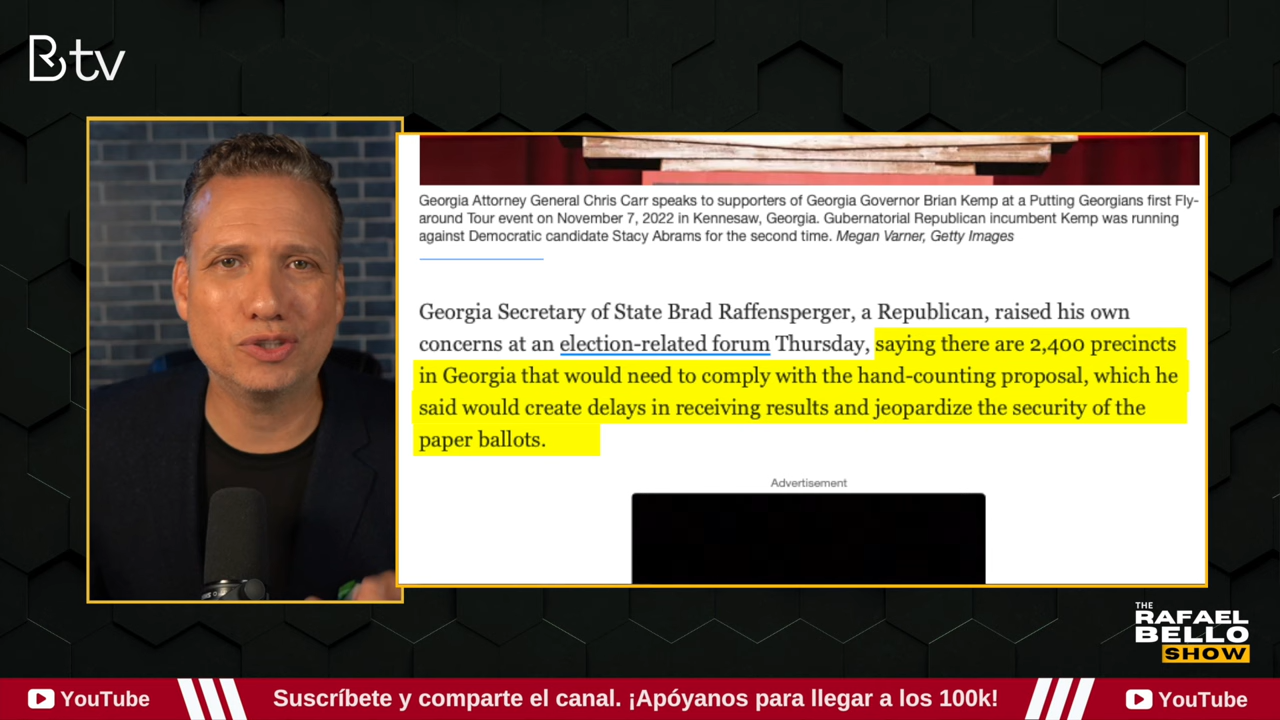 Btv
Georgia Attorney General Chris Carr speaks to supporters of Georgia Governor Brian Kemp at a Putting Georgians first Fly-
around Tour event on November 7, 2022 in Kennesaw, Georgia. Gubernatorial Republican incumbent Kemp was running
against Democratic candidate Stacy Abrams for the second time. Megan Varner, Getty Images
Georgia Secretary of State Brad Raffensperger, a Republican, raised his own
concerns at an election-related forum Thursday, saying there are 2,400 precincts
in Georgia that would need to comply with the hand-counting proposal, which he
said would create delays in receiving results and jeopardize the security of the
paper ballots.
Advertisement
THE
RAFAEL
BELLO
SHOW
YouTube
Suscríbete y comparte el canal. ¡Apóyanos para llegar a los 100k!
YouTube